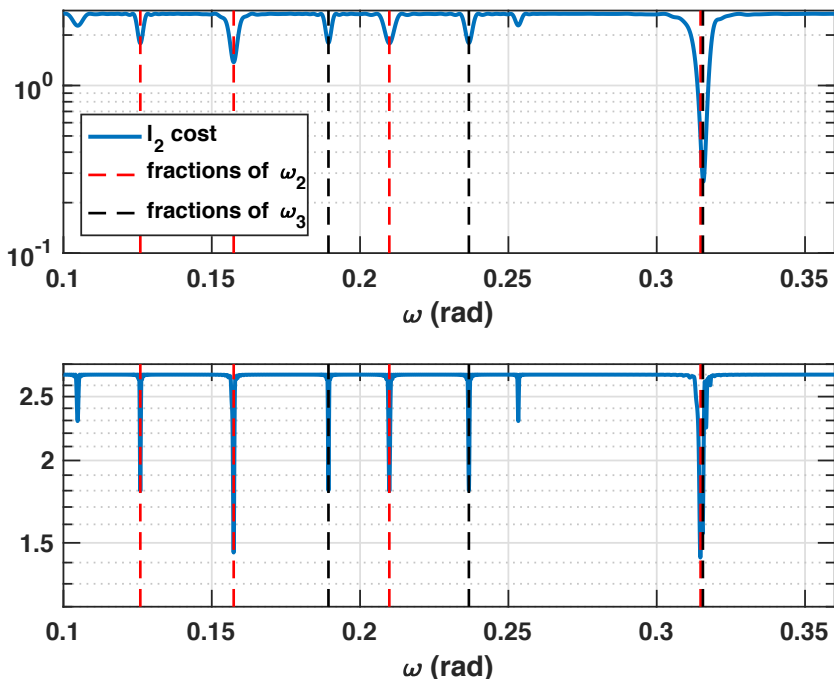 10⁰
l₂ cost
fractions of ω₂
fractions of ω₃
10⁻¹
0.1 0.15 0.2 0.25 0.3 0.35
ω (rad)
2.5
2
1.5
0.1 0.15 0.2 0.25 0.3 0.35
ω (rad)